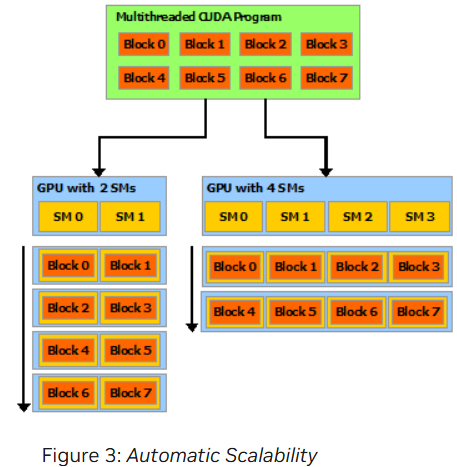 Multithreaded CUDA Program
Block 0 Block 1 Block 2 Block 3
Block 4 Block 5 Block 6 Block 7
GPU with 2 SMs
SM 0 SM 1
Block 0 Block 1
Block 2 Block 3
Block 4 Block 5
Block 6 Block 7
GPU with 4 SMs
SM 0 SM 1 SM 2 SM 3
Block 0 Block 1 Block 2 Block 3
Block 4 Block 5 Block 6 Block 7
Figure 3: Automatic Scalability